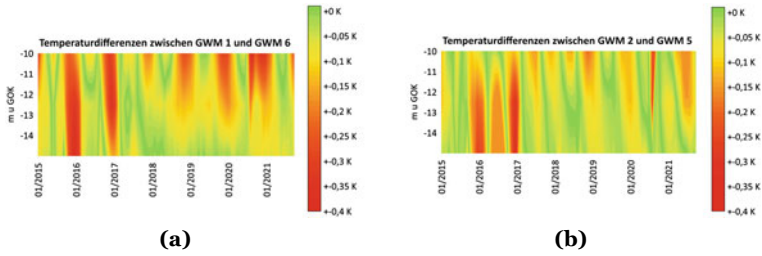 Temperaturdifferenzen zwischen GWM 1 und GWM 6
m u GOK
-10
-11
-12
-13
-14
01/2015
01/2016
01/2017
01/2018
01/2019
01/2020
01/2021
+0 K
+-0,05 K
+-0,1 K
+-0,15 K
+-0,2 K
+-0,25 K
+-0,3 K
+-0,35 K
+-0,4 K
(a)
Temperaturdifferenzen zwischen GWM 2 und GWM 5
m u GOK
-10
-11
-12
-13
-14
01/2015
01/2016
01/2017
01/2018
01/2019
01/2020
01/2021
+0 K
+-0,05 K
+-0,1 K
+-0,15 K
+-0,2 K
+-0,25 K
+-0,3 K
+-0,35 K
+-0,4 K
(b)